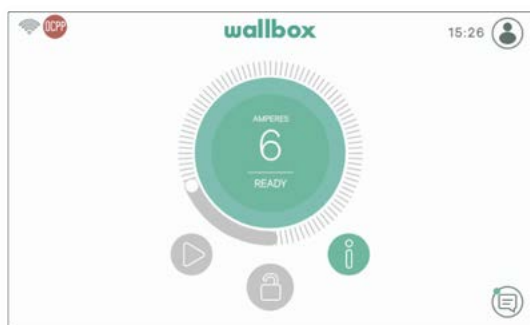 OCPP
wallbox
15:26
AMPERES
6
READY
i